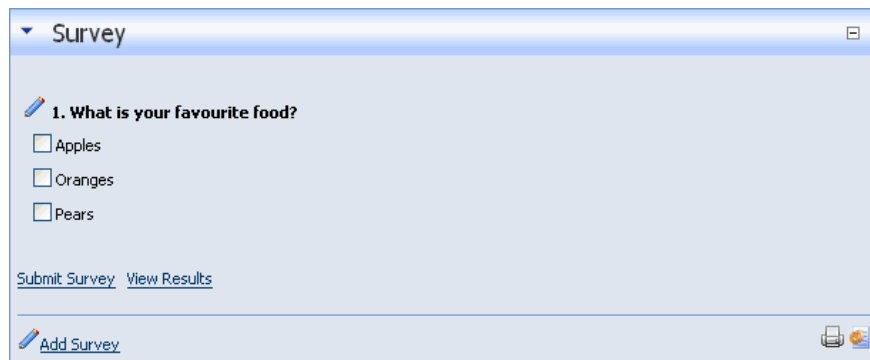 Survey
1. What is your favourite food?
Apples
Oranges
Pears
Submit Survey View Results
Add Survey